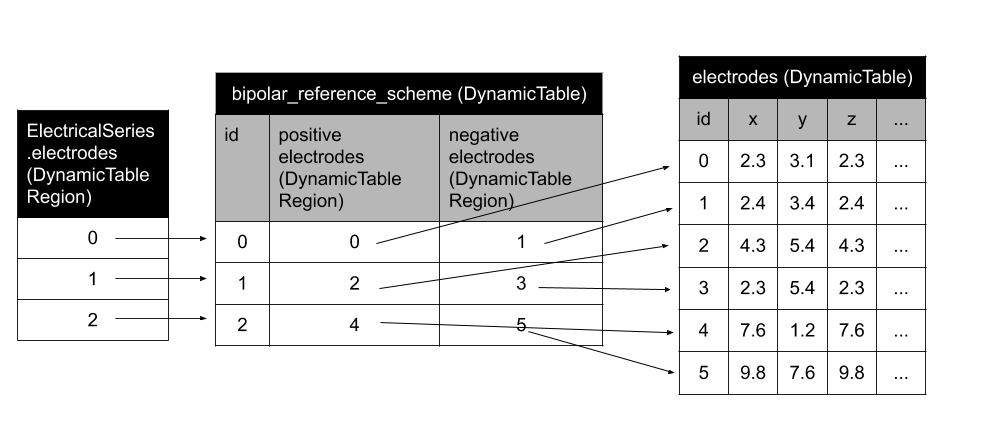 ElectricalSeries
.electrodes
(DynamicTable
Region)
0
1
2
bipolar_reference_scheme (DynamicTable)
id
positive
electrodes
(DynamicTable
Region)
negative
electrodes
(DynamicTable
Region)
0 0 1
1 2 3
2 4 5
electrodes (DynamicTable)
id x y z ...
0 2.3 3.1 2.3 ...
1 2.4 3.4 2.4 ...
2 4.3 5.4 4.3 ...
3 2.3 5.4 2.3 ...
4 7.6 1.2 7.6 ...
5 9.8 7.6 9.8 ...